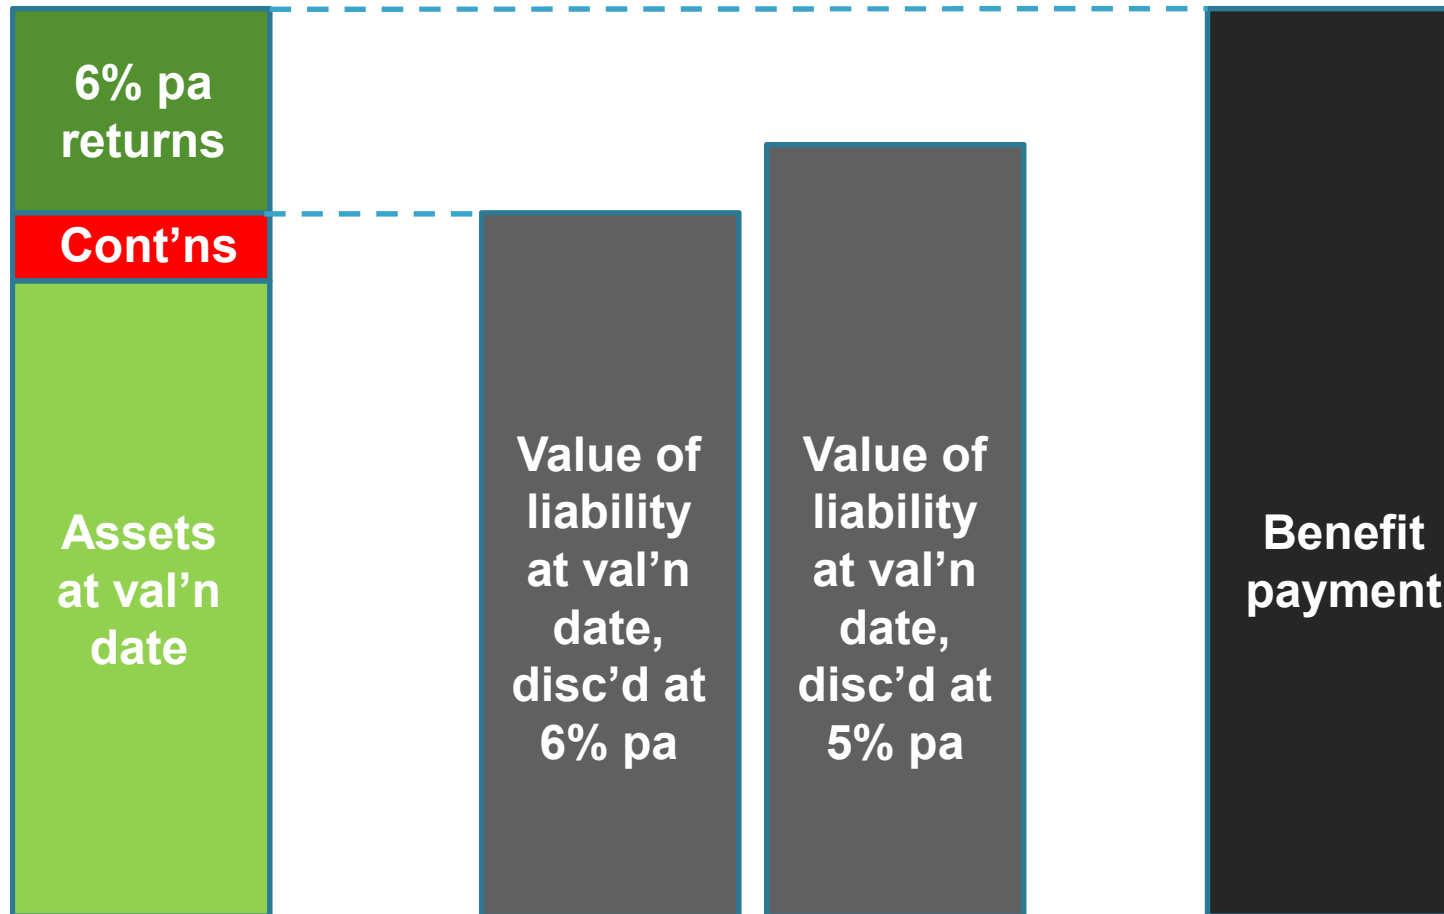 6% pa
returns
Cont’ns
Assets
at val’n
date
Value of
liability
at val’n
date,
disc’d at
6% pa
Value of
liability
at val’n
date,
disc’d at
5% pa
Benefit
payment